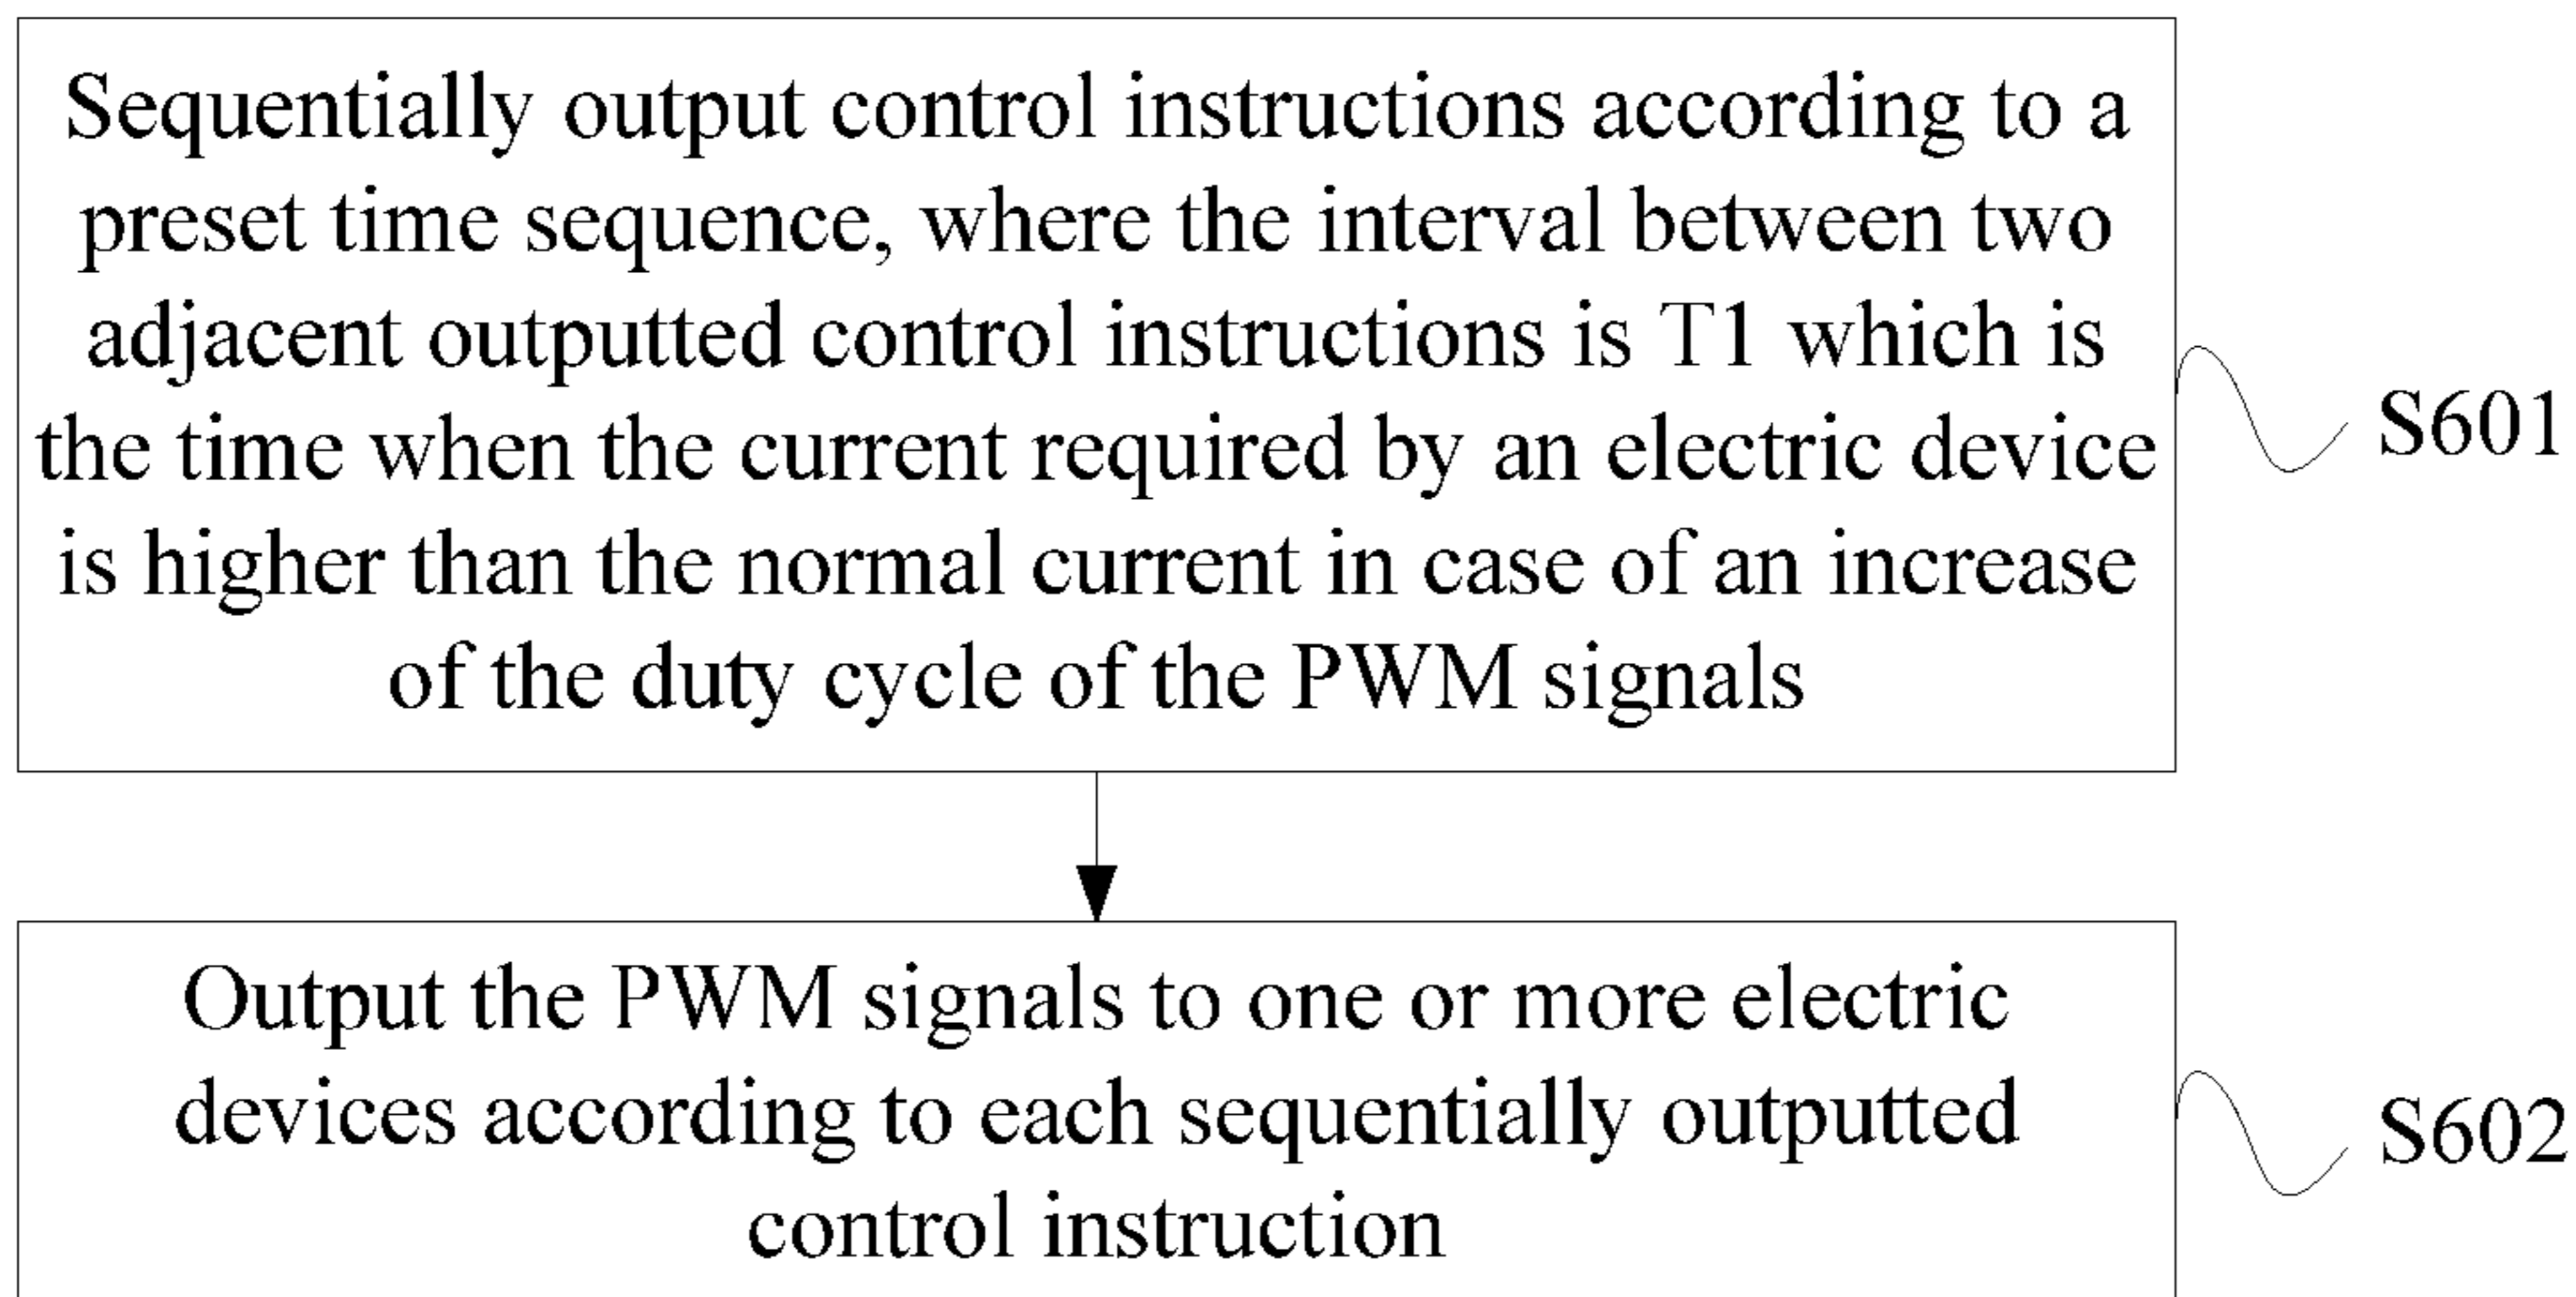 Sequentially output control instructions according to a
preset time sequence, where the interval between two
adjacent outputted control instructions is T1 which is
the time when the current required by an electric device
is higher than the normal current in case of an increase
of the duty cycle of the PWM signals
S601
Output the PWM signals to one or more electric
devices according to each sequentially outputted
control instruction
S602